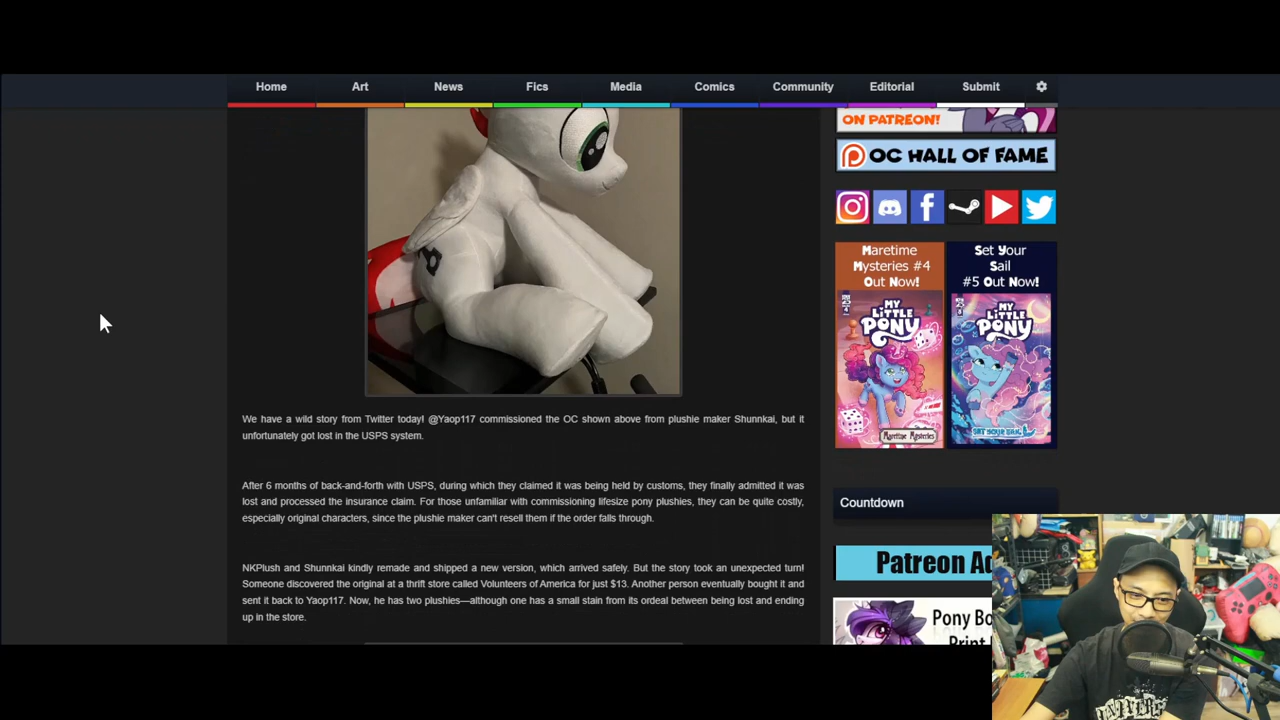 Home Art News Fics Media Comics Community Editorial Submit
ON PATREON!
OC HALL OF FAME
Maretime
Mysteries #4
Out Now!
MY
LITTLE
PONY
Maretime
Mysteries
Set Your
Sail
#5 Out Now!
MY
LITTLE
PONY
SET YOUR SAIL
We have a wild story from Twitter today! @Yaop117 commissioned the OC shown above from plushie maker Shunnkai, but it
unfortunately got lost in the USPS system.
After 6 months of back-and-forth with USPS, during which they claimed it was being held by customs, they finally admitted it was
lost and processed the insurance claim. For those unfamiliar with commissioning lifesize pony plushies, they can be quite costly,
especially original characters, since the plushie maker can't resell them if the order falls through.
NKPlush and Shunnkai kindly remade and shipped a new version, which arrived safely. But the story took an unexpected turn!
Someone discovered the original at a thrift store called Volunteers of America for just $13. Another person eventually bought it and
sent it back to Yaop117. Now, he has two plushies—although one has a small stain from its ordeal between being lost and ending
up in the store.
Countdown
Patreon Ad
Pony Bo
Print